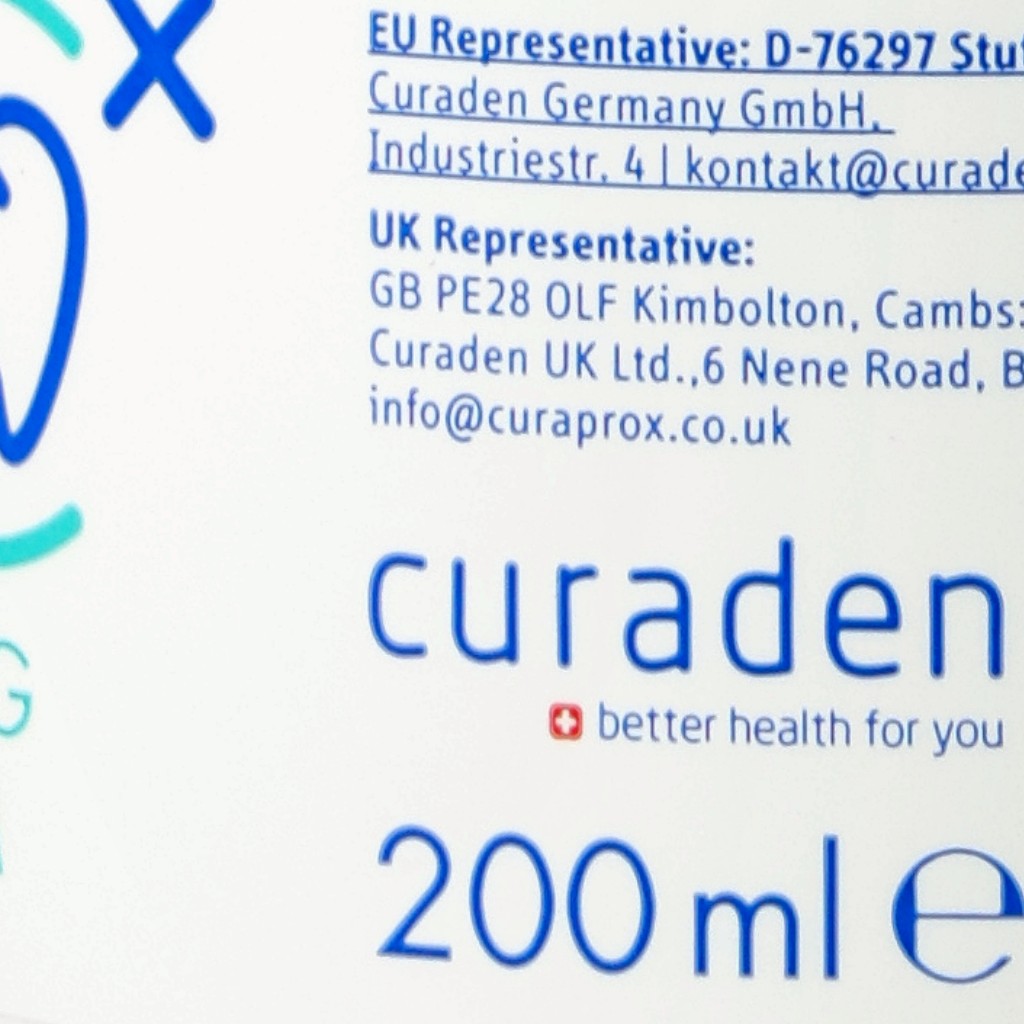 EU Representative: D-76297
Curaden Germany GmbH,
Industriestr. 4 | kontakt@curade
UK Representative:
GB PE28 OLF Kimbolton, Cambs:
Curaden UK Ltd.,6 Nene Road, B
info@curaprox.co.uk
curaden
better health for you
200 ml e
x
G